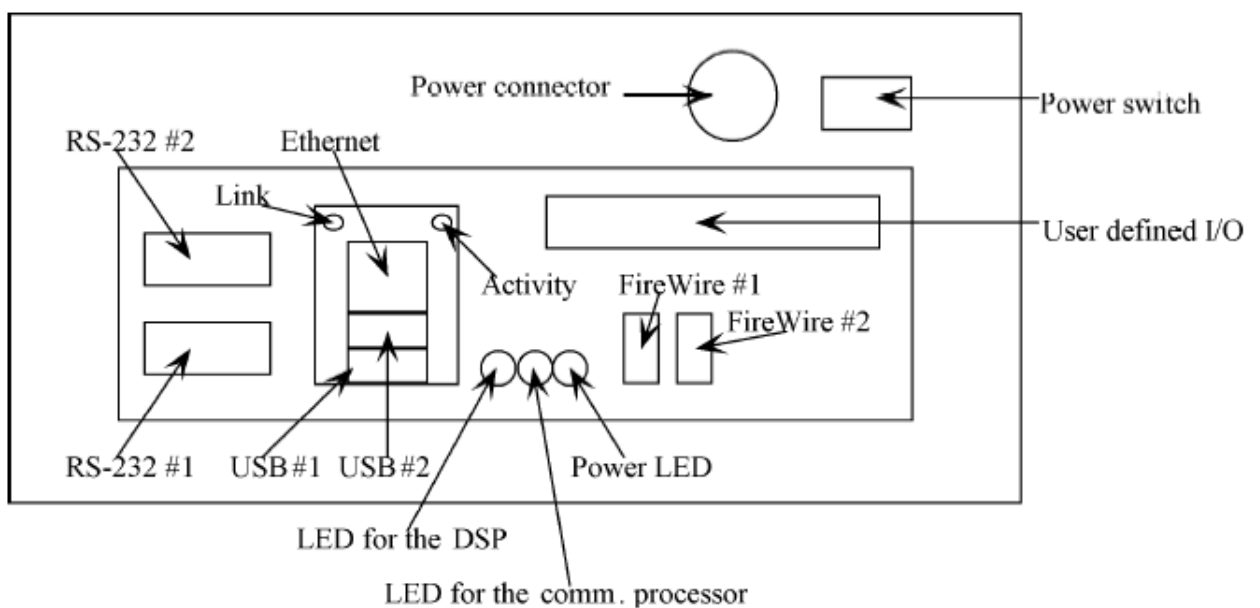 Power connector
Power switch
RS-232 #2
Ethernet
Link
User defined I/O
Activity
FireWire #1
FireWire #2
RS-232 #1
USB #1
USB #2
Power LED
LED for the DSP
LED for the comm. processor